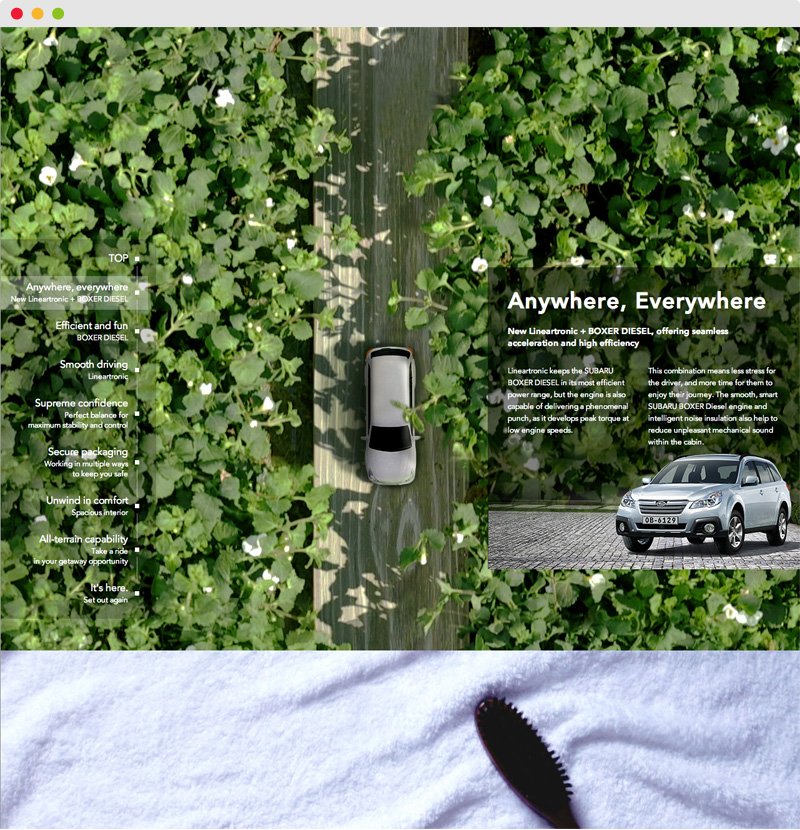 TOP
Anywhere, everywhere
New Lineartronic + BOXER DIESEL
Efficient and fun
BOXER DIESEL
Smooth driving
Lineartronic
Supreme confidence
Perfect balance for
maximum stability and control
Secure packaging
Working in multiple ways
to keep you safe
Unwind in comfort
Spacious interior
All-terrain capability
Take a ride
in your getaway opportunity
It's here.
Set out again
Anywhere, Everywhere
New Lineartronic + BOXER DIESEL, offering seamless
acceleration and high efficiency
Lineartronic keeps the SUBARU
BOXER DIESEL in its most efficient
power range, but the engine is also
capable of delivering a phenomenal
punch, as it develops peak torque at
low engine speeds.
This combination means less stress for
the driver, and more time for them to
enjoy their journey. The smooth, smart
SUBARU BOXER Diesel engine and
intelligent noise insulation also help to
reduce unpleasant mechanical sound
within the cabin.
OB-6129